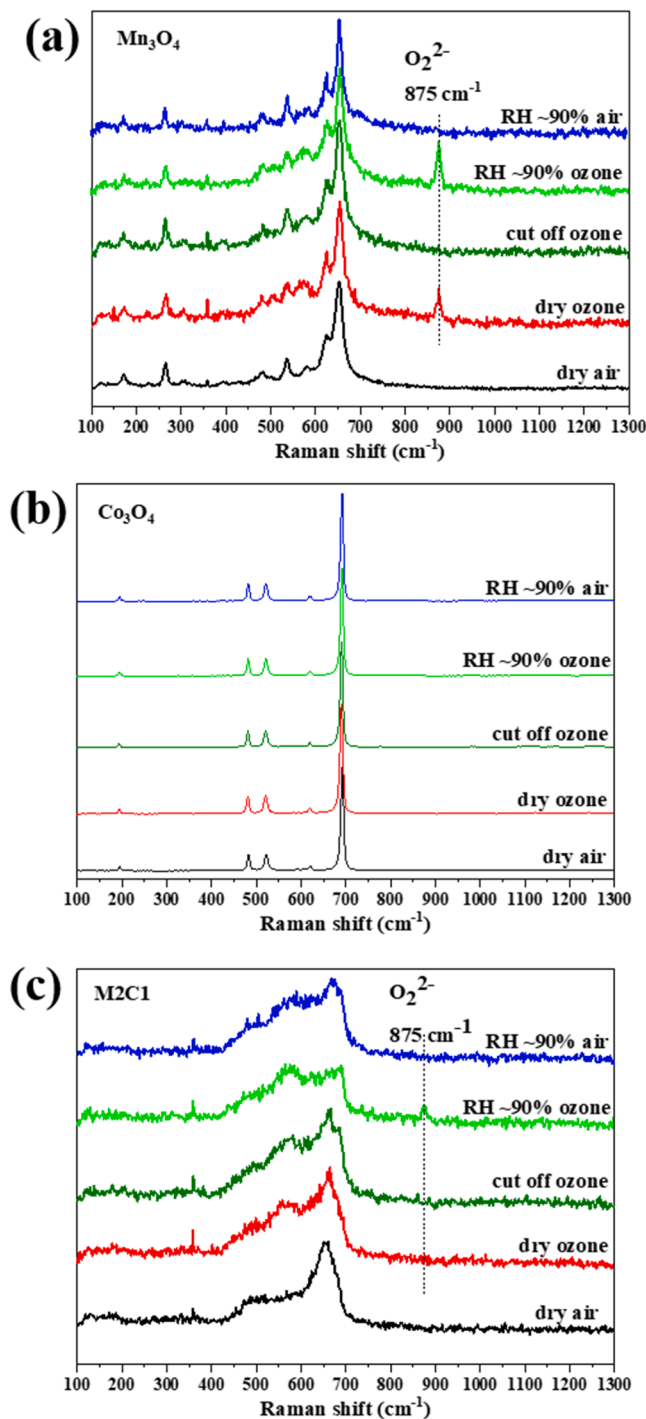 (a)
Mn₃O₄
O₂²⁻
875 cm⁻¹
RH ~90% air
RH ~90% ozone
cut off ozone
dry ozone
dry air
100 200 300 400 500 600 700 800 900 1000 1100 1200 1300
Raman shift (cm⁻¹)
(b)
Co₃O₄
RH ~90% air
RH ~90% ozone
cut off ozone
dry ozone
dry air
100 200 300 400 500 600 700 800 900 1000 1100 1200 1300
Raman shift (cm⁻¹)
(c)
M2C1
O₂²⁻
875 cm⁻¹
RH ~90% air
RH ~90% ozone
cut off ozone
dry ozone
dry air
100 200 300 400 500 600 700 800 900 1000 1100 1200 1300
Raman shift (cm⁻¹)